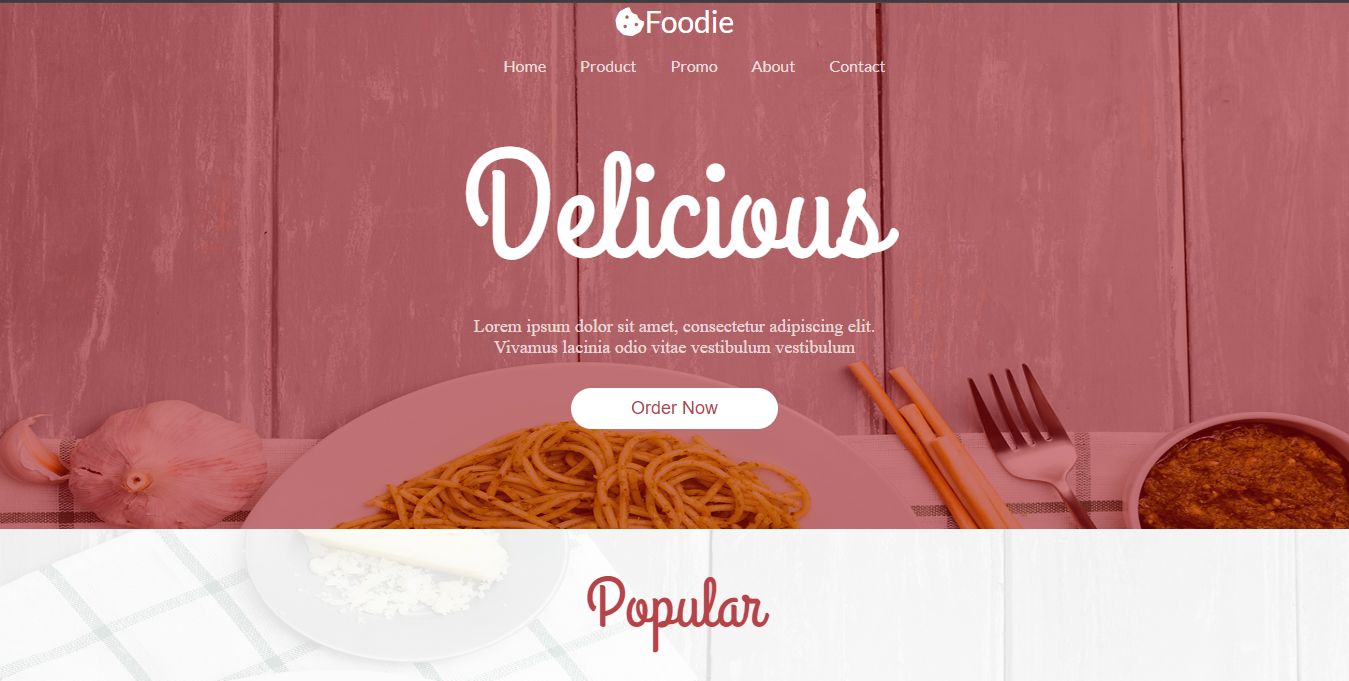 Foodie
Home Product Promo About Contact
Delicious
Lorem ipsum dolor sit amet, consectetur adipiscing elit.
Vivamus lacinia odio vitae vestibulum vestibulum
Order Now
Popular